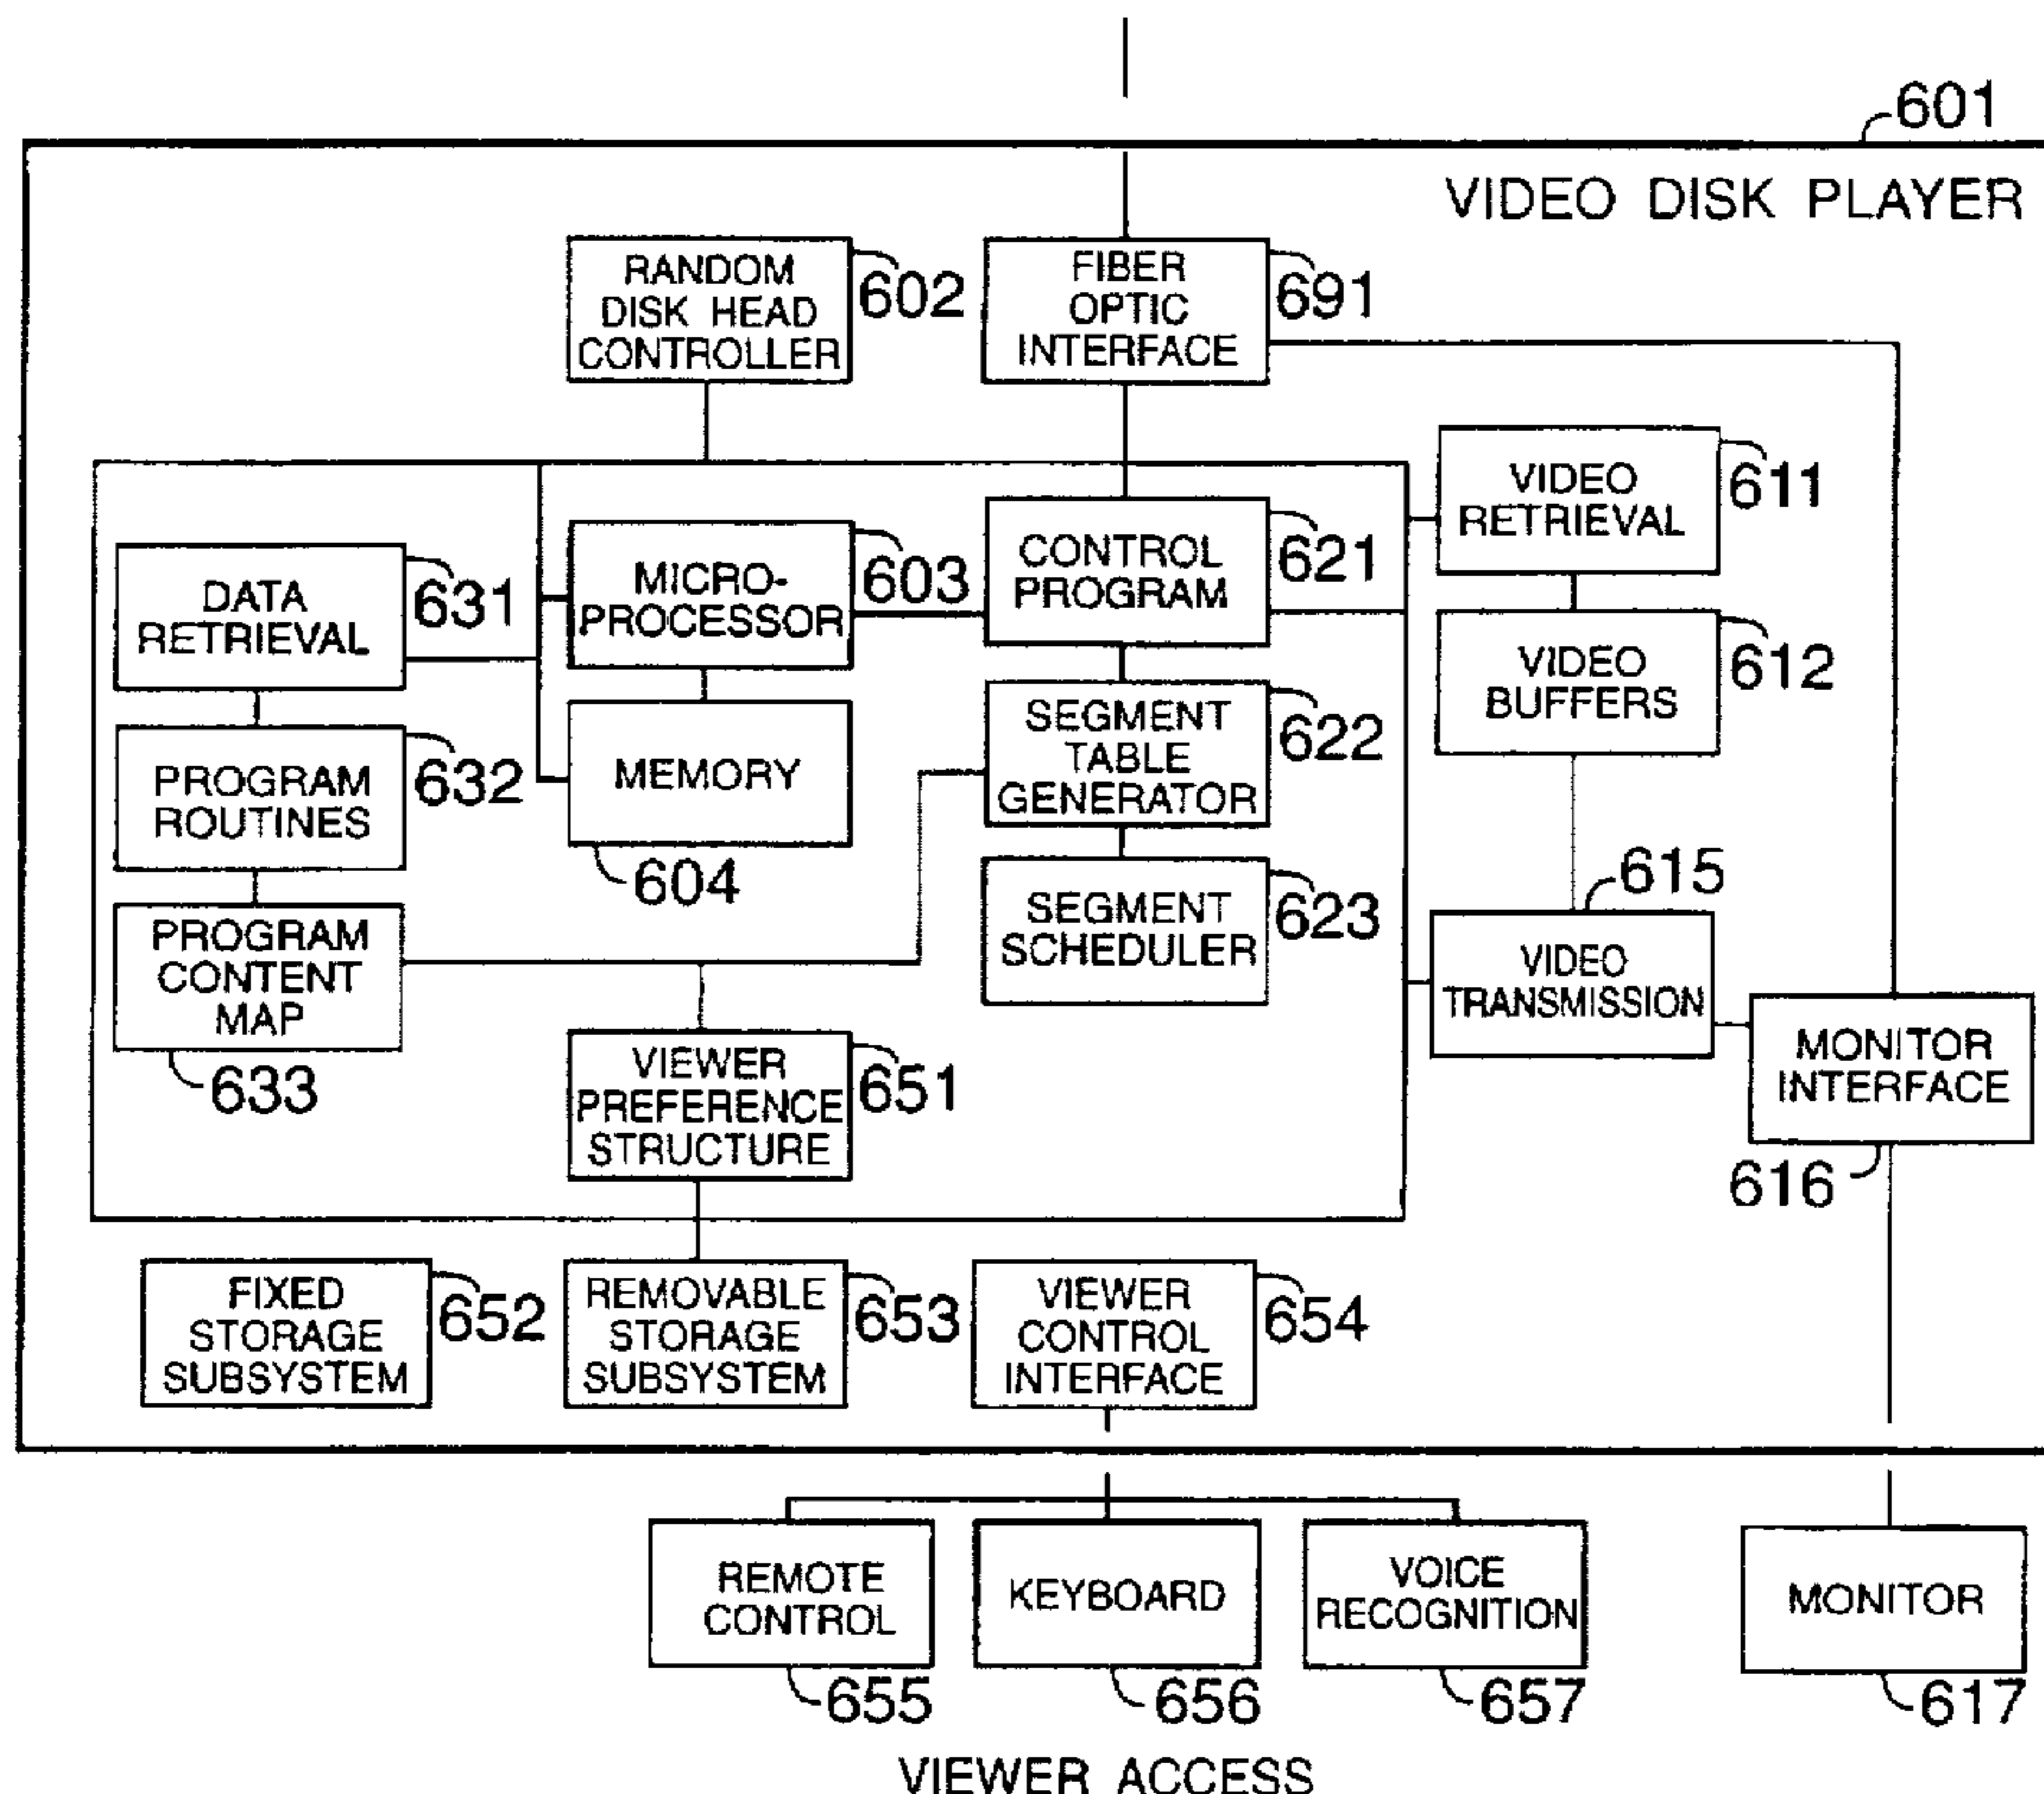 601
VIDEO DISK PLAYER
RANDOM
DISK HEAD
CONTROLLER
602
FIBER
OPTIC
INTERFACE
691
VIDEO
RETRIEVAL
611
DATA
RETRIEVAL
631
MICRO-
PROCESSOR
603
CONTROL
PROGRAM
621
VIDEO
BUFFERS
612
PROGRAM
ROUTINES
632
MEMORY
604
SEGMENT
TABLE
GENERATOR
622
PROGRAM
CONTENT
MAP
633
SEGMENT
SCHEDULER
623
615
VIDEO
TRANSMISSION
MONITOR
INTERFACE
616
VIEWER
PREFERENCE
STRUCTURE
651
FIXED
STORAGE
SUBSYSTEM
652
REMOVABLE
STORAGE
SUBSYSTEM
653
VIEWER
CONTROL
INTERFACE
654
REMOTE
CONTROL
655
KEYBOARD
656
VOICE
RECOGNITION
657
MONITOR
617
VIEWER ACCESS